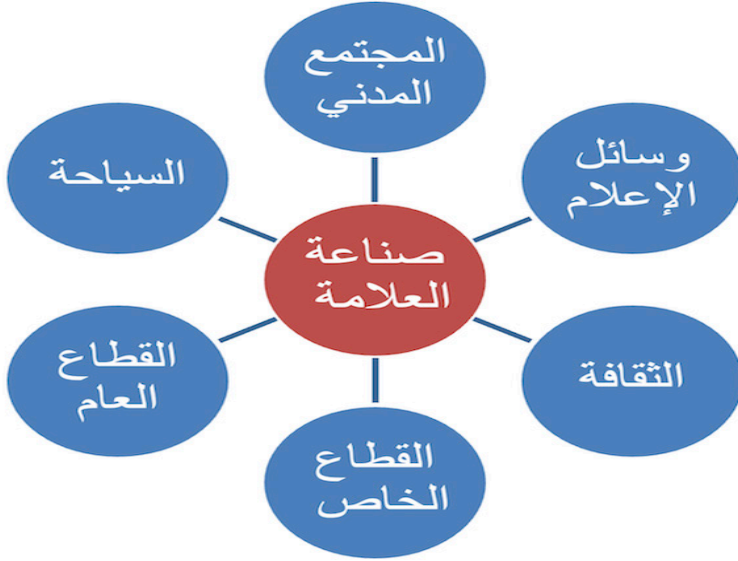 المجتمع
المدني
وسائل
الإعلام
السياحة
صناعة
العلامة
الثقافة
القطاع
العام
القطاع
الخاص